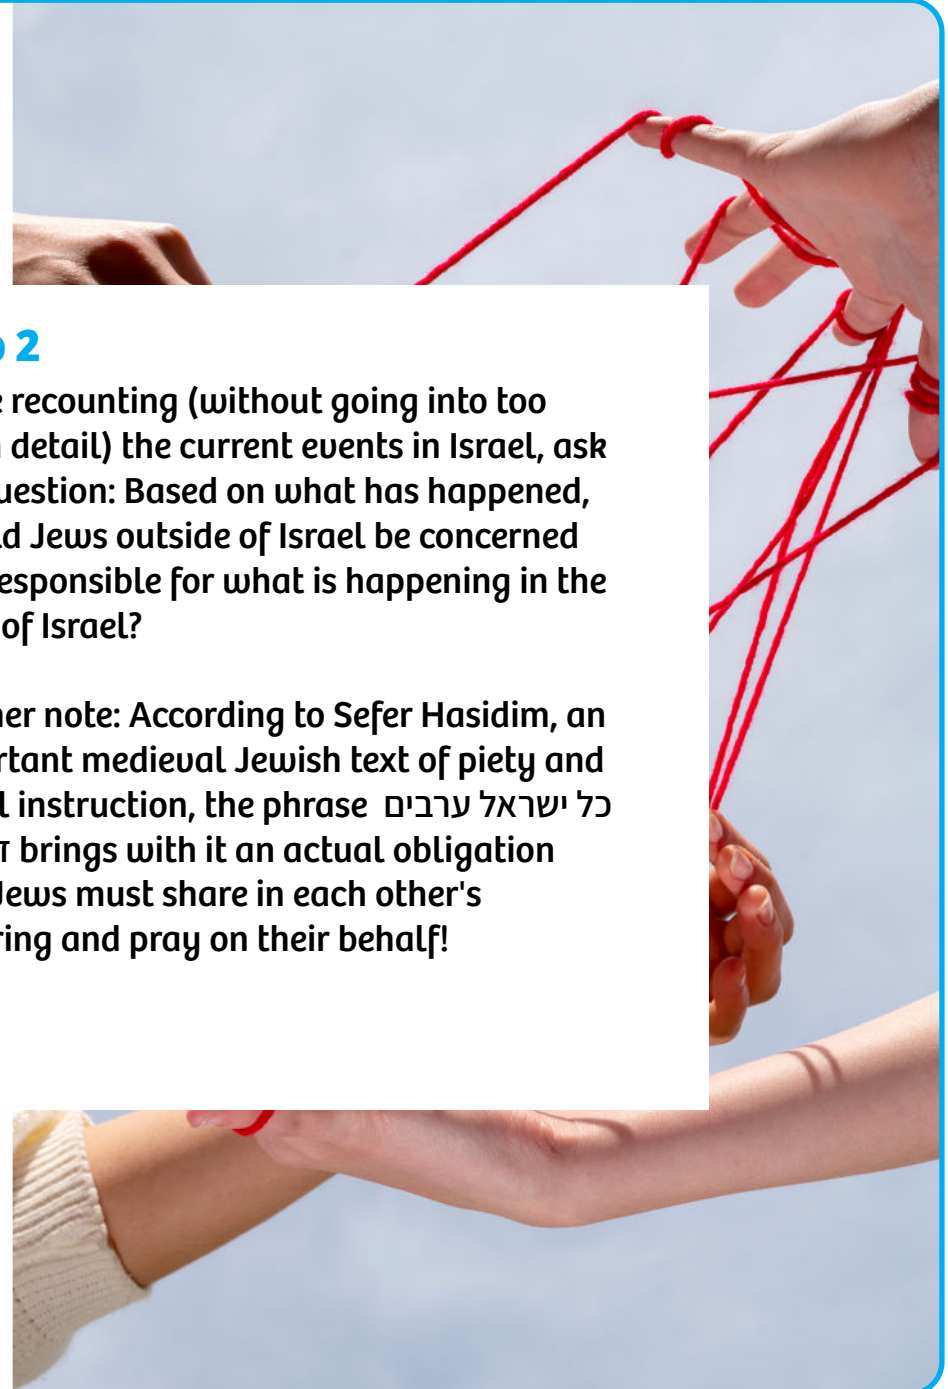 2
e recounting (without going into too
detail) the current events in Israel, ask
uestion: Based on what has happened,
ld Jews outside of Israel be concerned
esponsible for what is happening in the
of Israel?
her note: According to Sefer Hasidim, an
rtant medieval Jewish text of piety and
l instruction, the phrase כל ישראל ערבים
brings with it an actual obligation
Jews must share in each other's
ring and pray on their behalf!